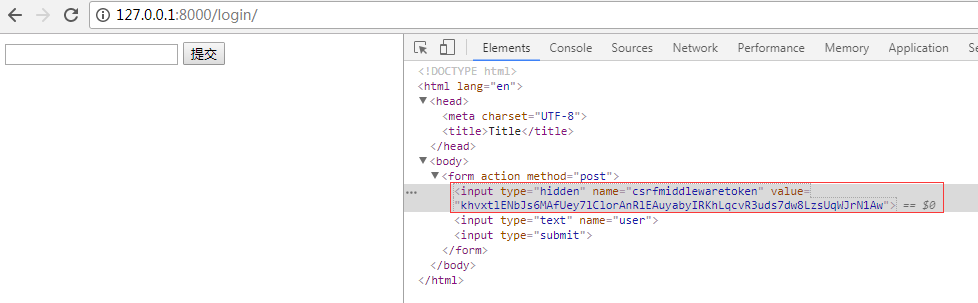 127.0.0.1:8000/login/
提交
Elements Console Sources Network Performance Memory Application Se
<!DOCTYPE html>
<html lang="en">
<head>
<meta charset="UTF-8">
<title>Title</title>
</head>
<body>
<form action method="post">
<input type="hidden" name="csrfmiddlewaretoken" value=
"khvxtlENbJs6MAfUey7lClorAnRlEAuyabyIRKhLqcvR3uds7dw8LzsUqWJrN1Aw"> == $0
<input type="text" name="user">
<input type="submit">
</form>
</body>
</html>